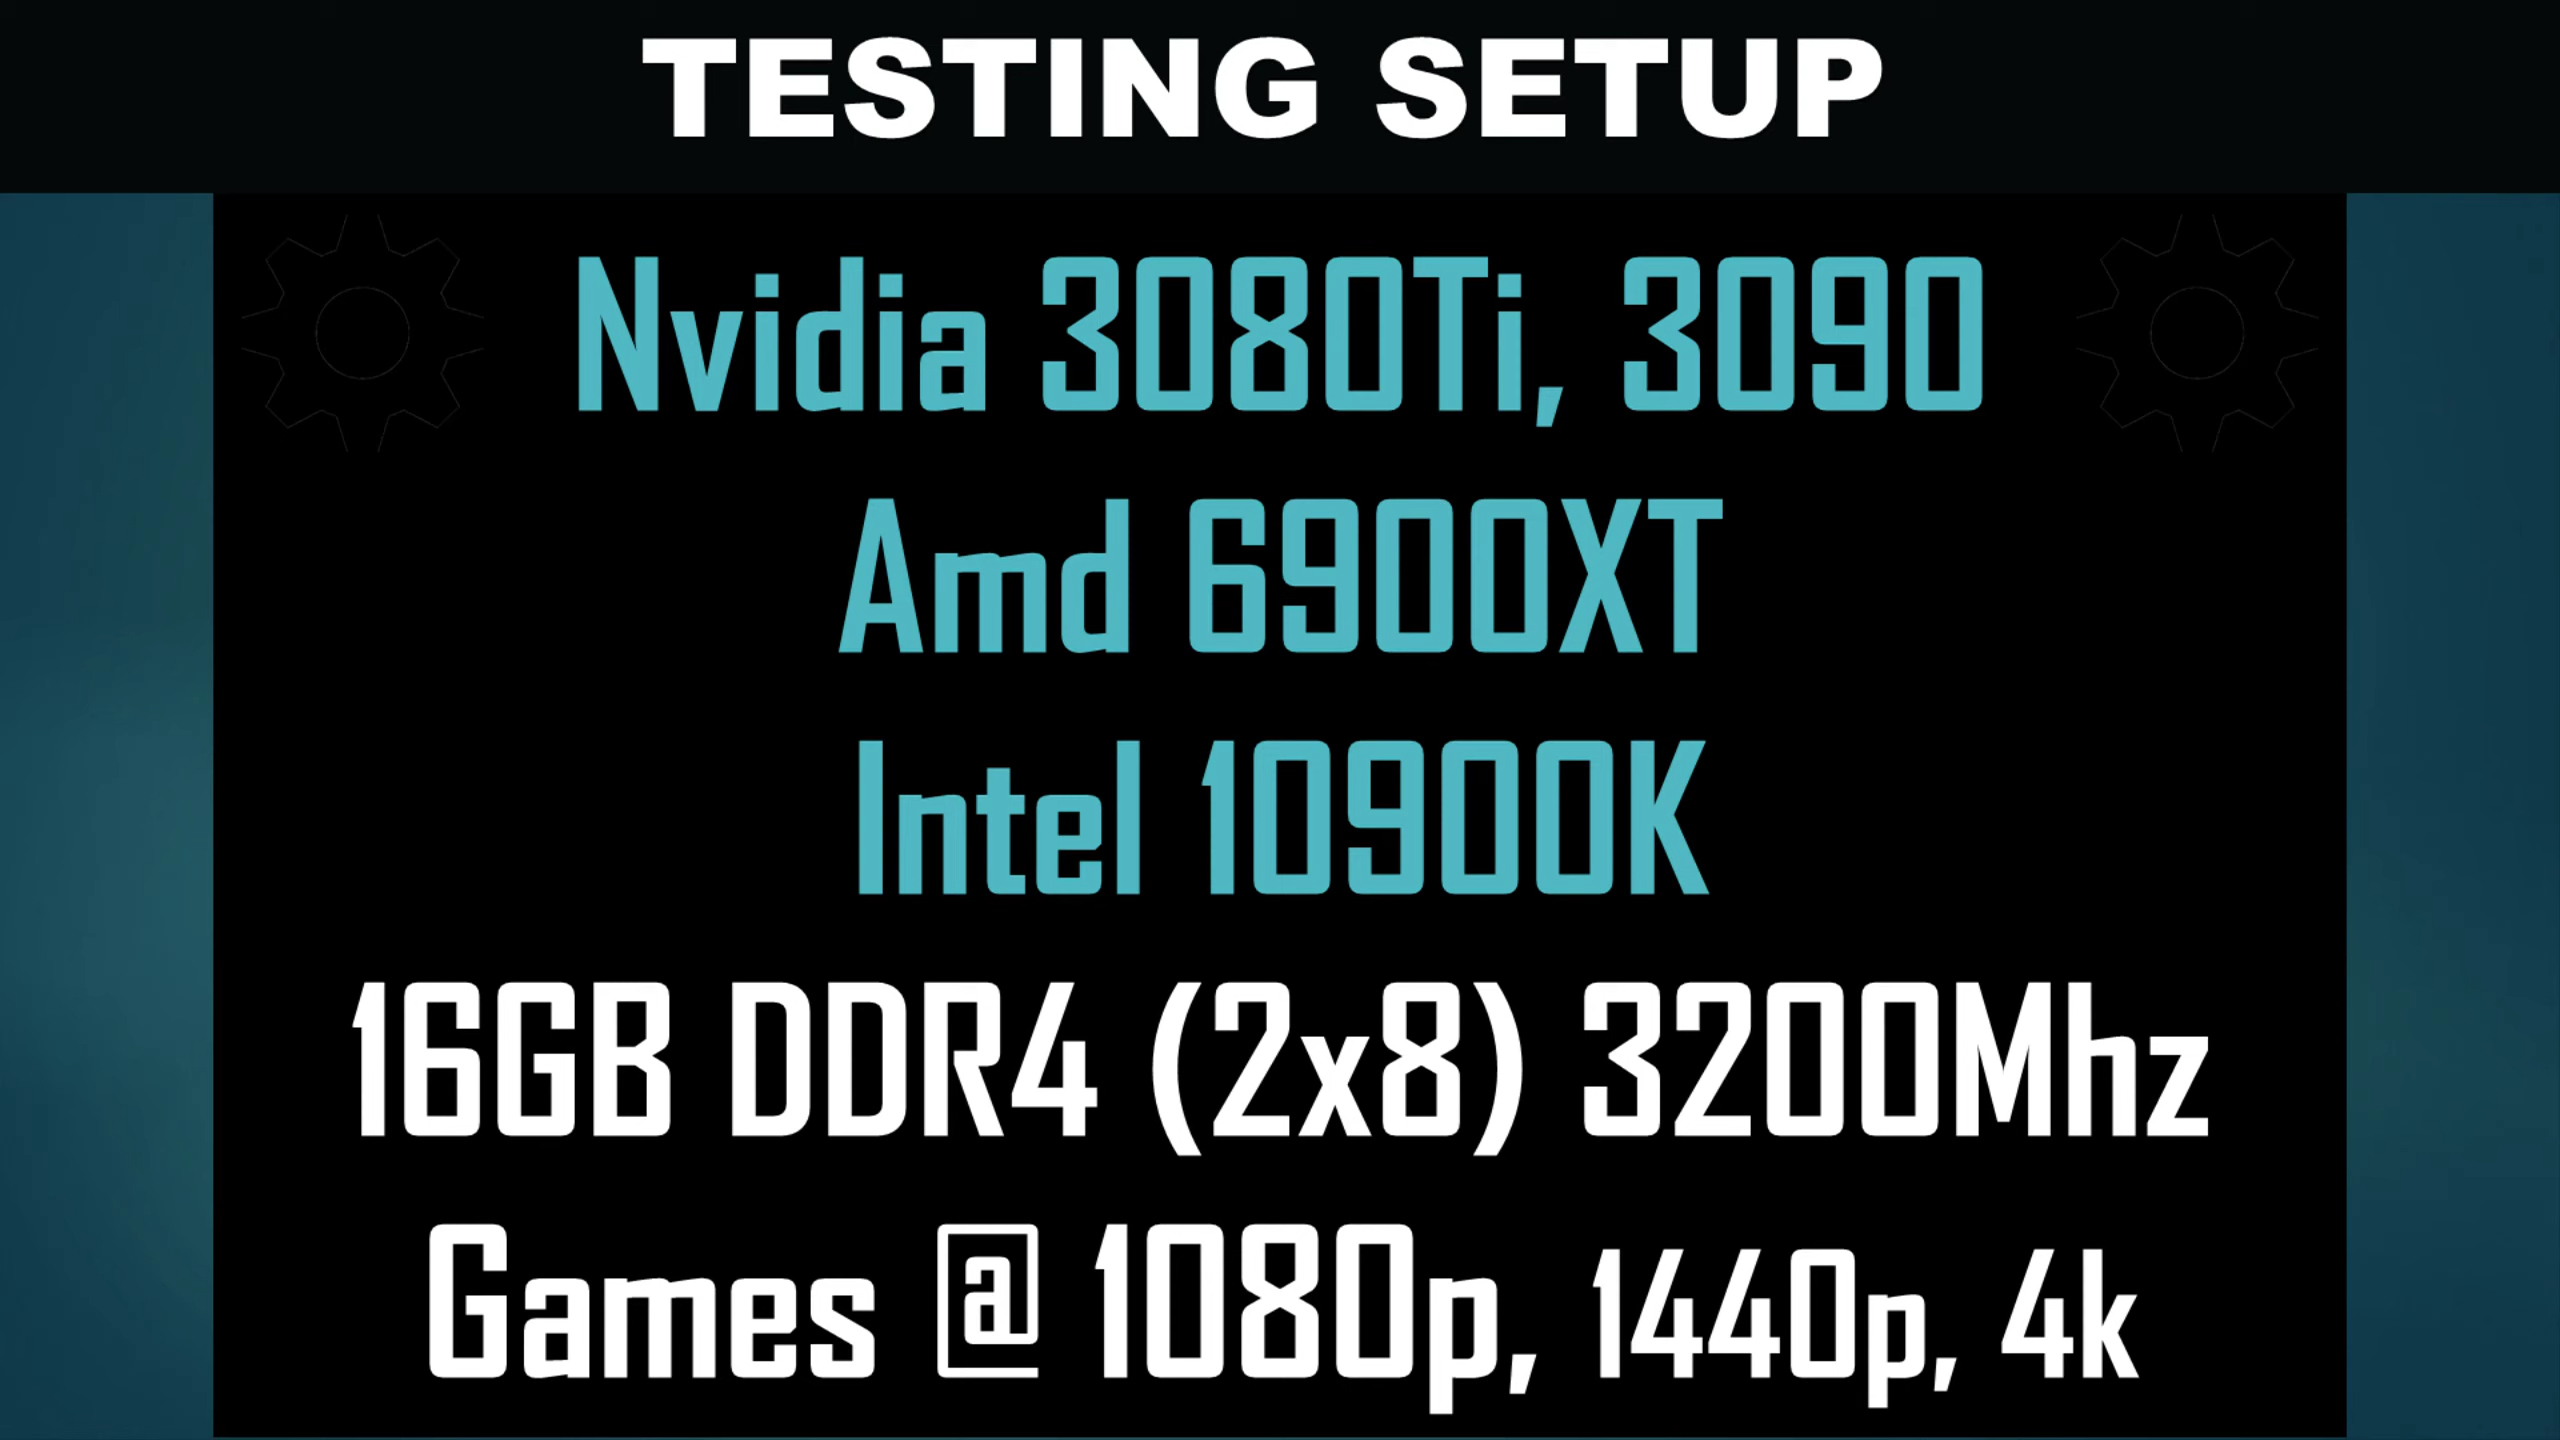 TESTING SETUP
Nvidia 3080Ti, 3090
Amd 6900XT
Intel 10900K
16GB DDR4 (2x8) 3200Mhz
Games @ 1080p, 1440p, 4k